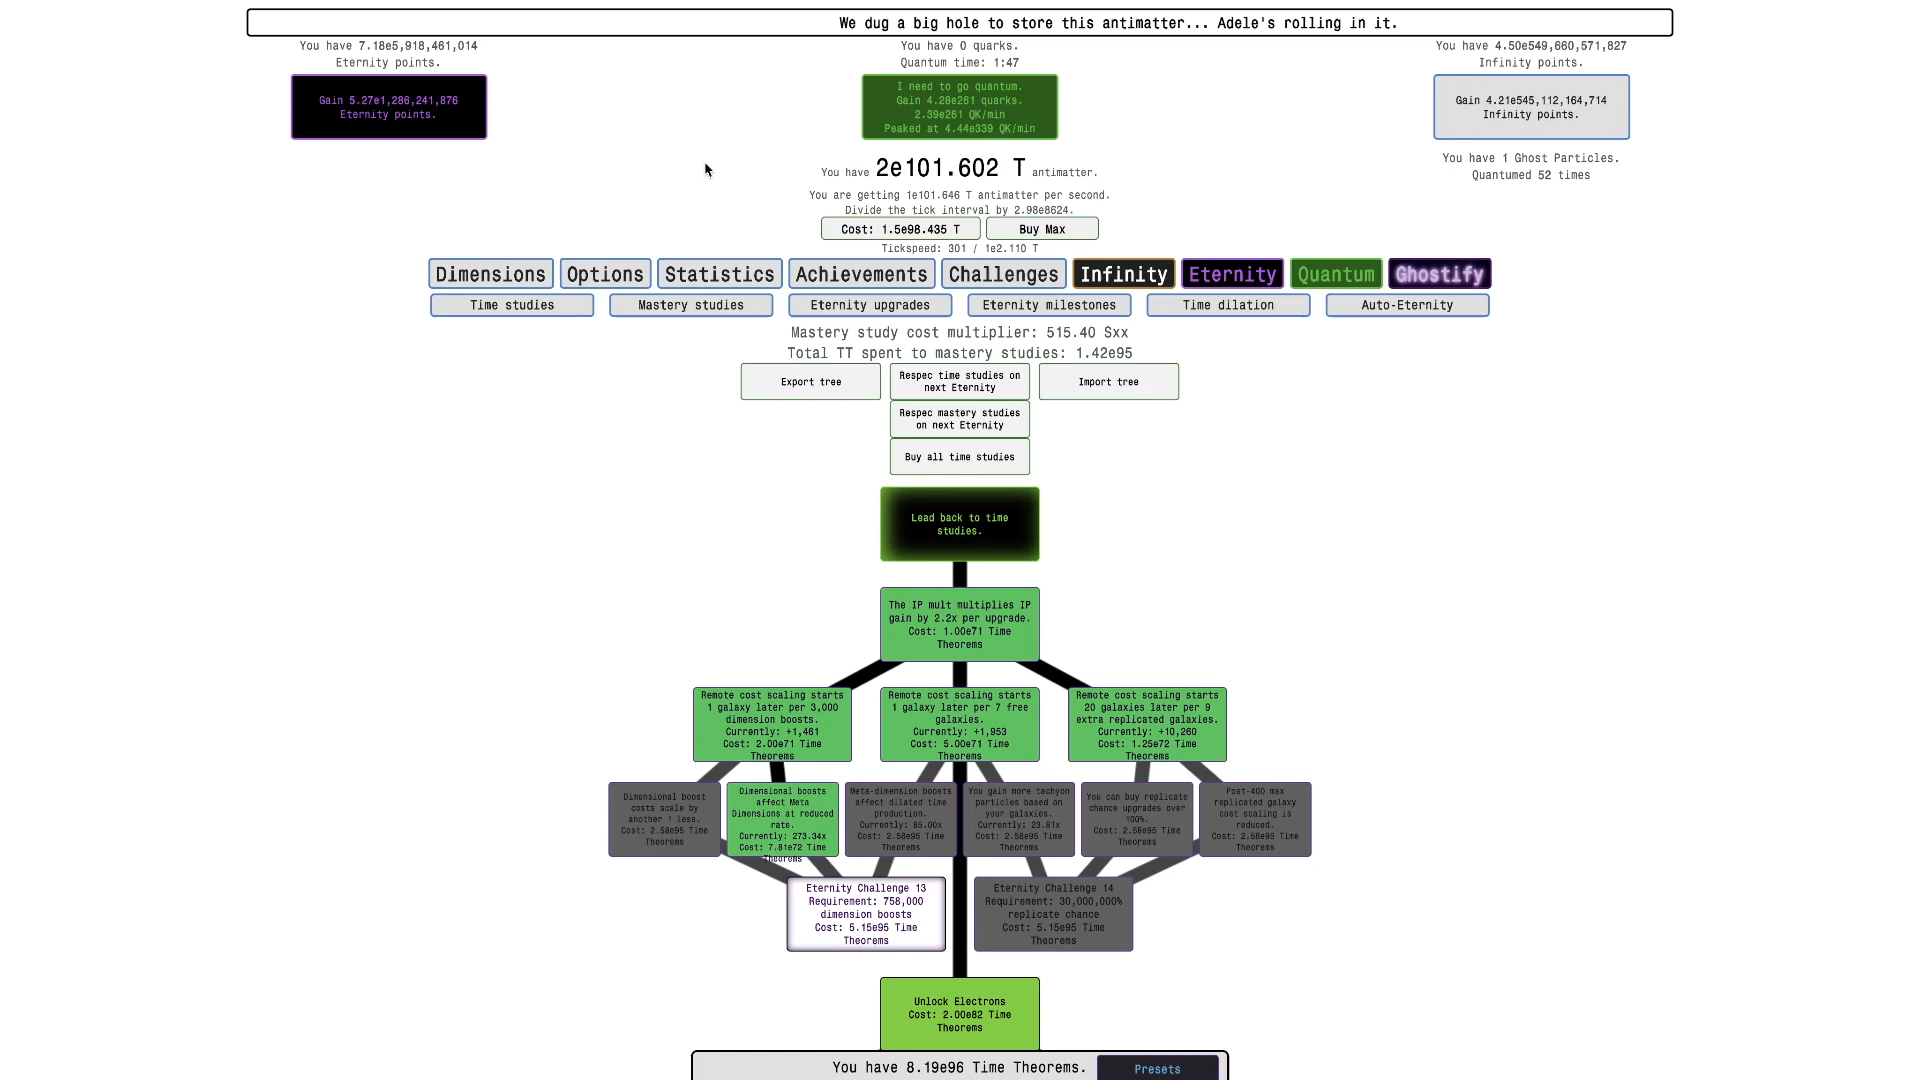 We dug a big hole to store this antimatter... Adele's rolling in it.
You have 7.18e5,918,461,014
Eternity points.
Gain 5.27e1,286,241,876
Eternity points.
You have 0 quarks.
Quantum time: 1:47
I need to go quantum.
Gain 4.28e261 quarks.
2.39e261 QK/min
Peaked at 4.44e339 QK/min
You have 4.50e549,660,571,827
Infinity points.
Gain 4.21e545,112,164,714
Infinity points.
You have 1 Ghost Particles.
Quantumed 52 times
You have 2e101.602 T antimatter.
You are getting 1e101.646 T antimatter per second.
Divide the tick interval by 2.98e8624.
Cost: 1.5e98.435 T
Buy Max
Tickspeed: 301 / 1e2.110 T
Dimensions
Options
Statistics
Achievements
Challenges
Infinity
Eternity
Quantum
Ghostify
Time studies
Mastery studies
Eternity upgrades
Eternity milestones
Time dilation
Auto-Eternity
Mastery study cost multiplier: 515.40 Sxx
Total TT spent to mastery studies: 1.42e95
Export tree
Respec time studies on
next Eternity
Import tree
Respec mastery studies
on next Eternity
Buy all time studies
Lead back to time
studies.
The IP mult multiplies IP
gain by 2.2x per upgrade.
Cost: 1.00e71 Time
Theorems
Remote cost scaling starts
1 galaxy later per 3,000
dimension boosts.
Currently: +1,461
Cost: 2.00e71 Time
Theorems
Remote cost scaling starts
1 galaxy later per 7 free
galaxies.
Currently: +1,953
Cost: 5.00e71 Time
Theorems
Remote cost scaling starts
20 galaxies later per 9
extra replicated galaxies.
Currently: +10,260
Cost: 1.25e72 Time
Theorems
Dimensional boost
costs scale by
another 1 less.
Cost: 2.58e95 Time
Theorems
Dimensional boosts
affect Meta
Dimensions at reduced
rate.
Currently: 273.34x
Cost: 7.81e72 Time
Theorems
Meta-dimension boosts
affect dilated time
production.
Currently: 85.00x
Cost: 2.58e95 Time
Theorems
You gain more tachyon
particles based on
your galaxies.
Currently: 23.81x
Cost: 2.58e95 Time
Theorems
You can buy replicate
chance upgrades over
100%.
Cost: 2.58e95 Time
Theorems
Post-400 max
replicated galaxy
cost scaling is
reduced.
Cost: 2.58e95 Time
Theorems
Eternity Challenge 13
Requirement: 758,000
dimension boosts
Cost: 5.15e95 Time
Theorems
Eternity Challenge 14
Requirement: 30,000,000%
replicate chance
Cost: 5.15e95 Time
Theorems
Unlock Electrons
Cost: 2.00e82 Time
Theorems
You have 8.19e96 Time Theorems.
Presets